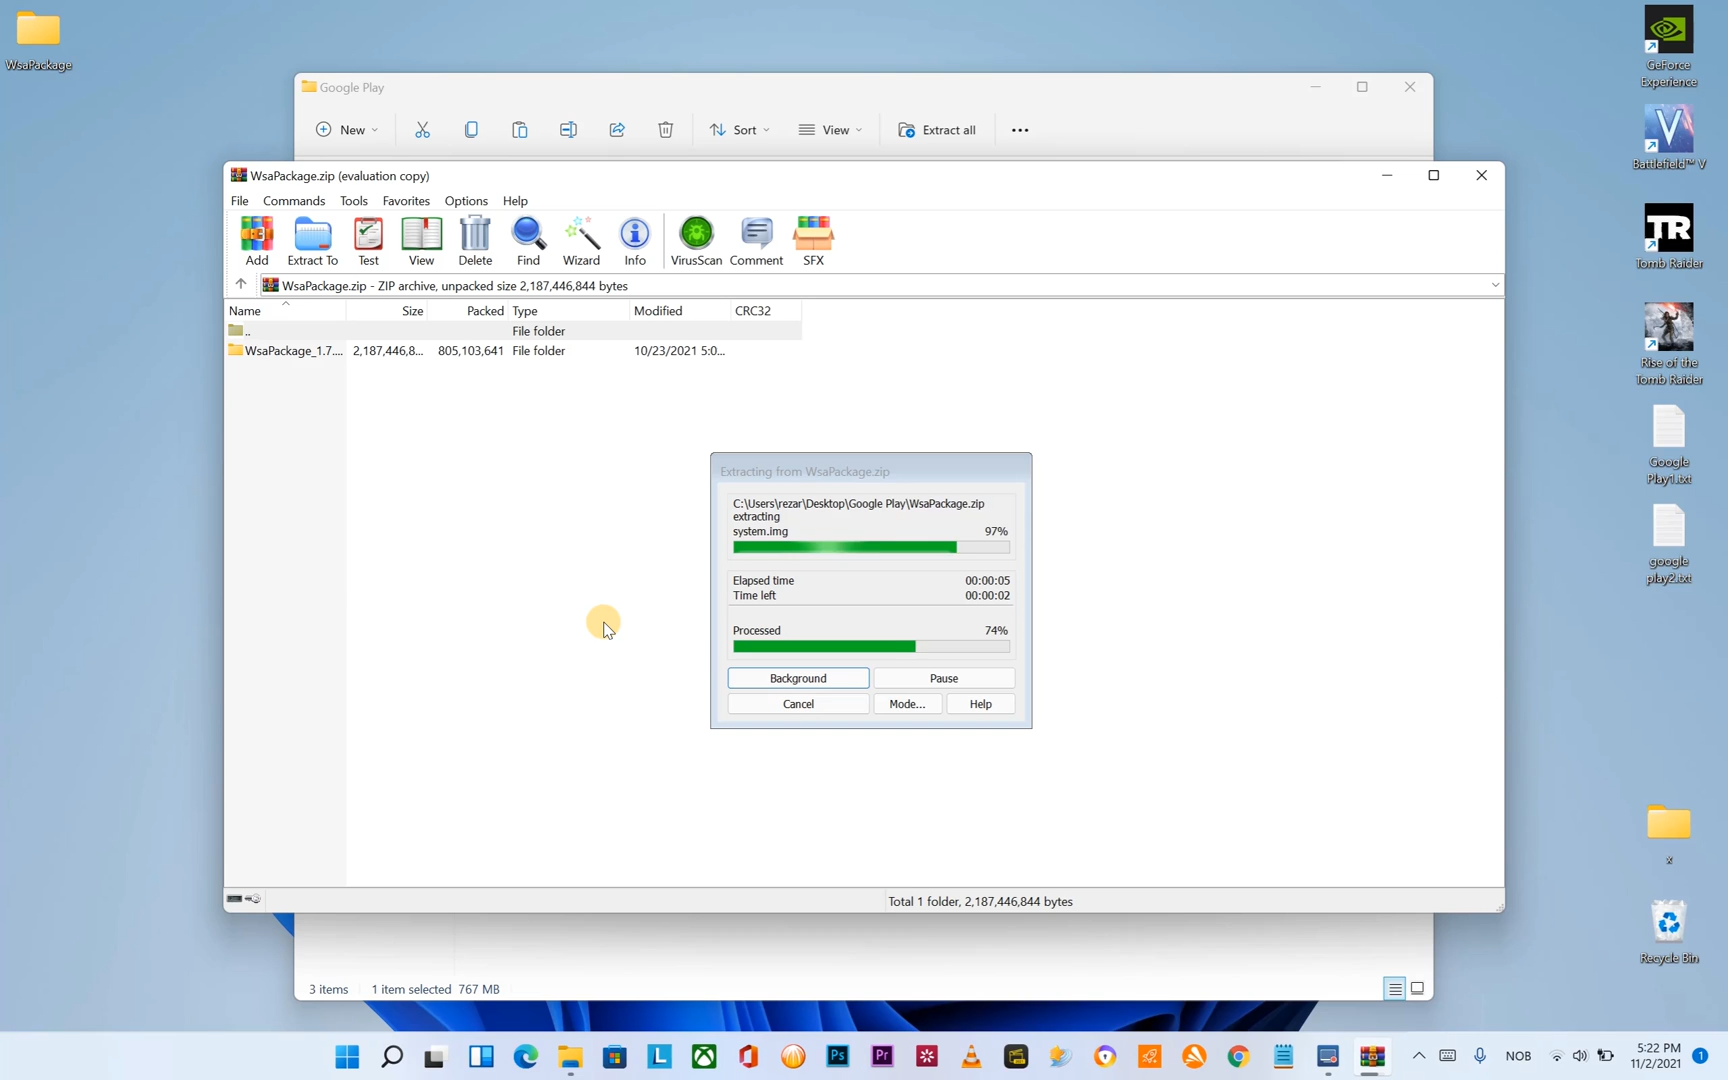 WsaPackage
GeForce
Experience
Battlefield™ V
TR
Tomb Raider
Rise of the
Tomb Raider
Google
Play1.txt
google
play2.txt
x
Recycle Bin
Google Play
New
Sort
View
Extract all
WsaPackage.zip (evaluation copy)
File Commands Tools Favorites Options Help
Add Extract To Test View Delete Find Wizard Info VirusScan Comment SFX
WsaPackage.zip - ZIP archive, unpacked size 2,187,446,844 bytes
Name Size Packed Type Modified CRC32
.. File folder
WsaPackage_1.7.... 2,187,446,8... 805,103,641 File folder 10/23/2021 5:0...
Extracting from WsaPackage.zip
C:\Users\rezar\Desktop\Google Play\WsaPackage.zip
extracting
system.img 97%
Elapsed time 00:00:05
Time left 00:00:02
Processed 74%
Background Pause
Cancel Mode... Help
Total 1 folder, 2,187,446,844 bytes
3 items 1 item selected 767 MB
L
Ps
Pr
NOB
5:22 PM
11/2/2021
1